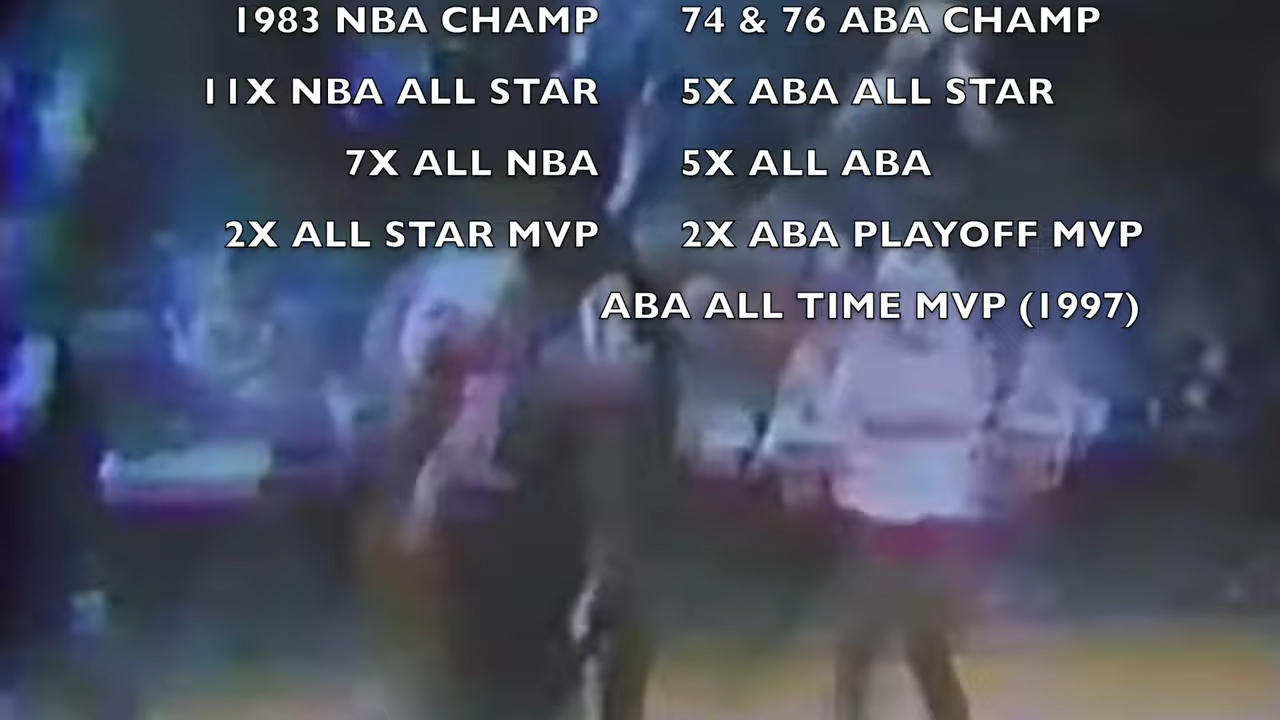 1983 NBA CHAMP 74 & 76 ABA CHAMP
11X NBA ALL STAR 5X ABA ALL STAR
7X ALL NBA 5X ALL ABA
2X ALL STAR MVP 2X ABA PLAYOFF MVP
ABA ALL TIME MVP (1997)